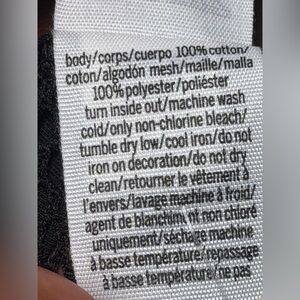 body/corps/cuerpo 100% cotton/
coton/algodón mesh/maille/malla
100% polyester/poliéster
turn inside out/machine wash
cold/only non-chlorine bleach/
tumble dry low/cool iron/do not
iron on decoration/do not dry
clean/retourner le vêtement à
l'envers/lavage machine à froid/
agent de blanchim. nt non chloré
uniquement/séchage machine
à basse température/repassage
à basse température/ne pas